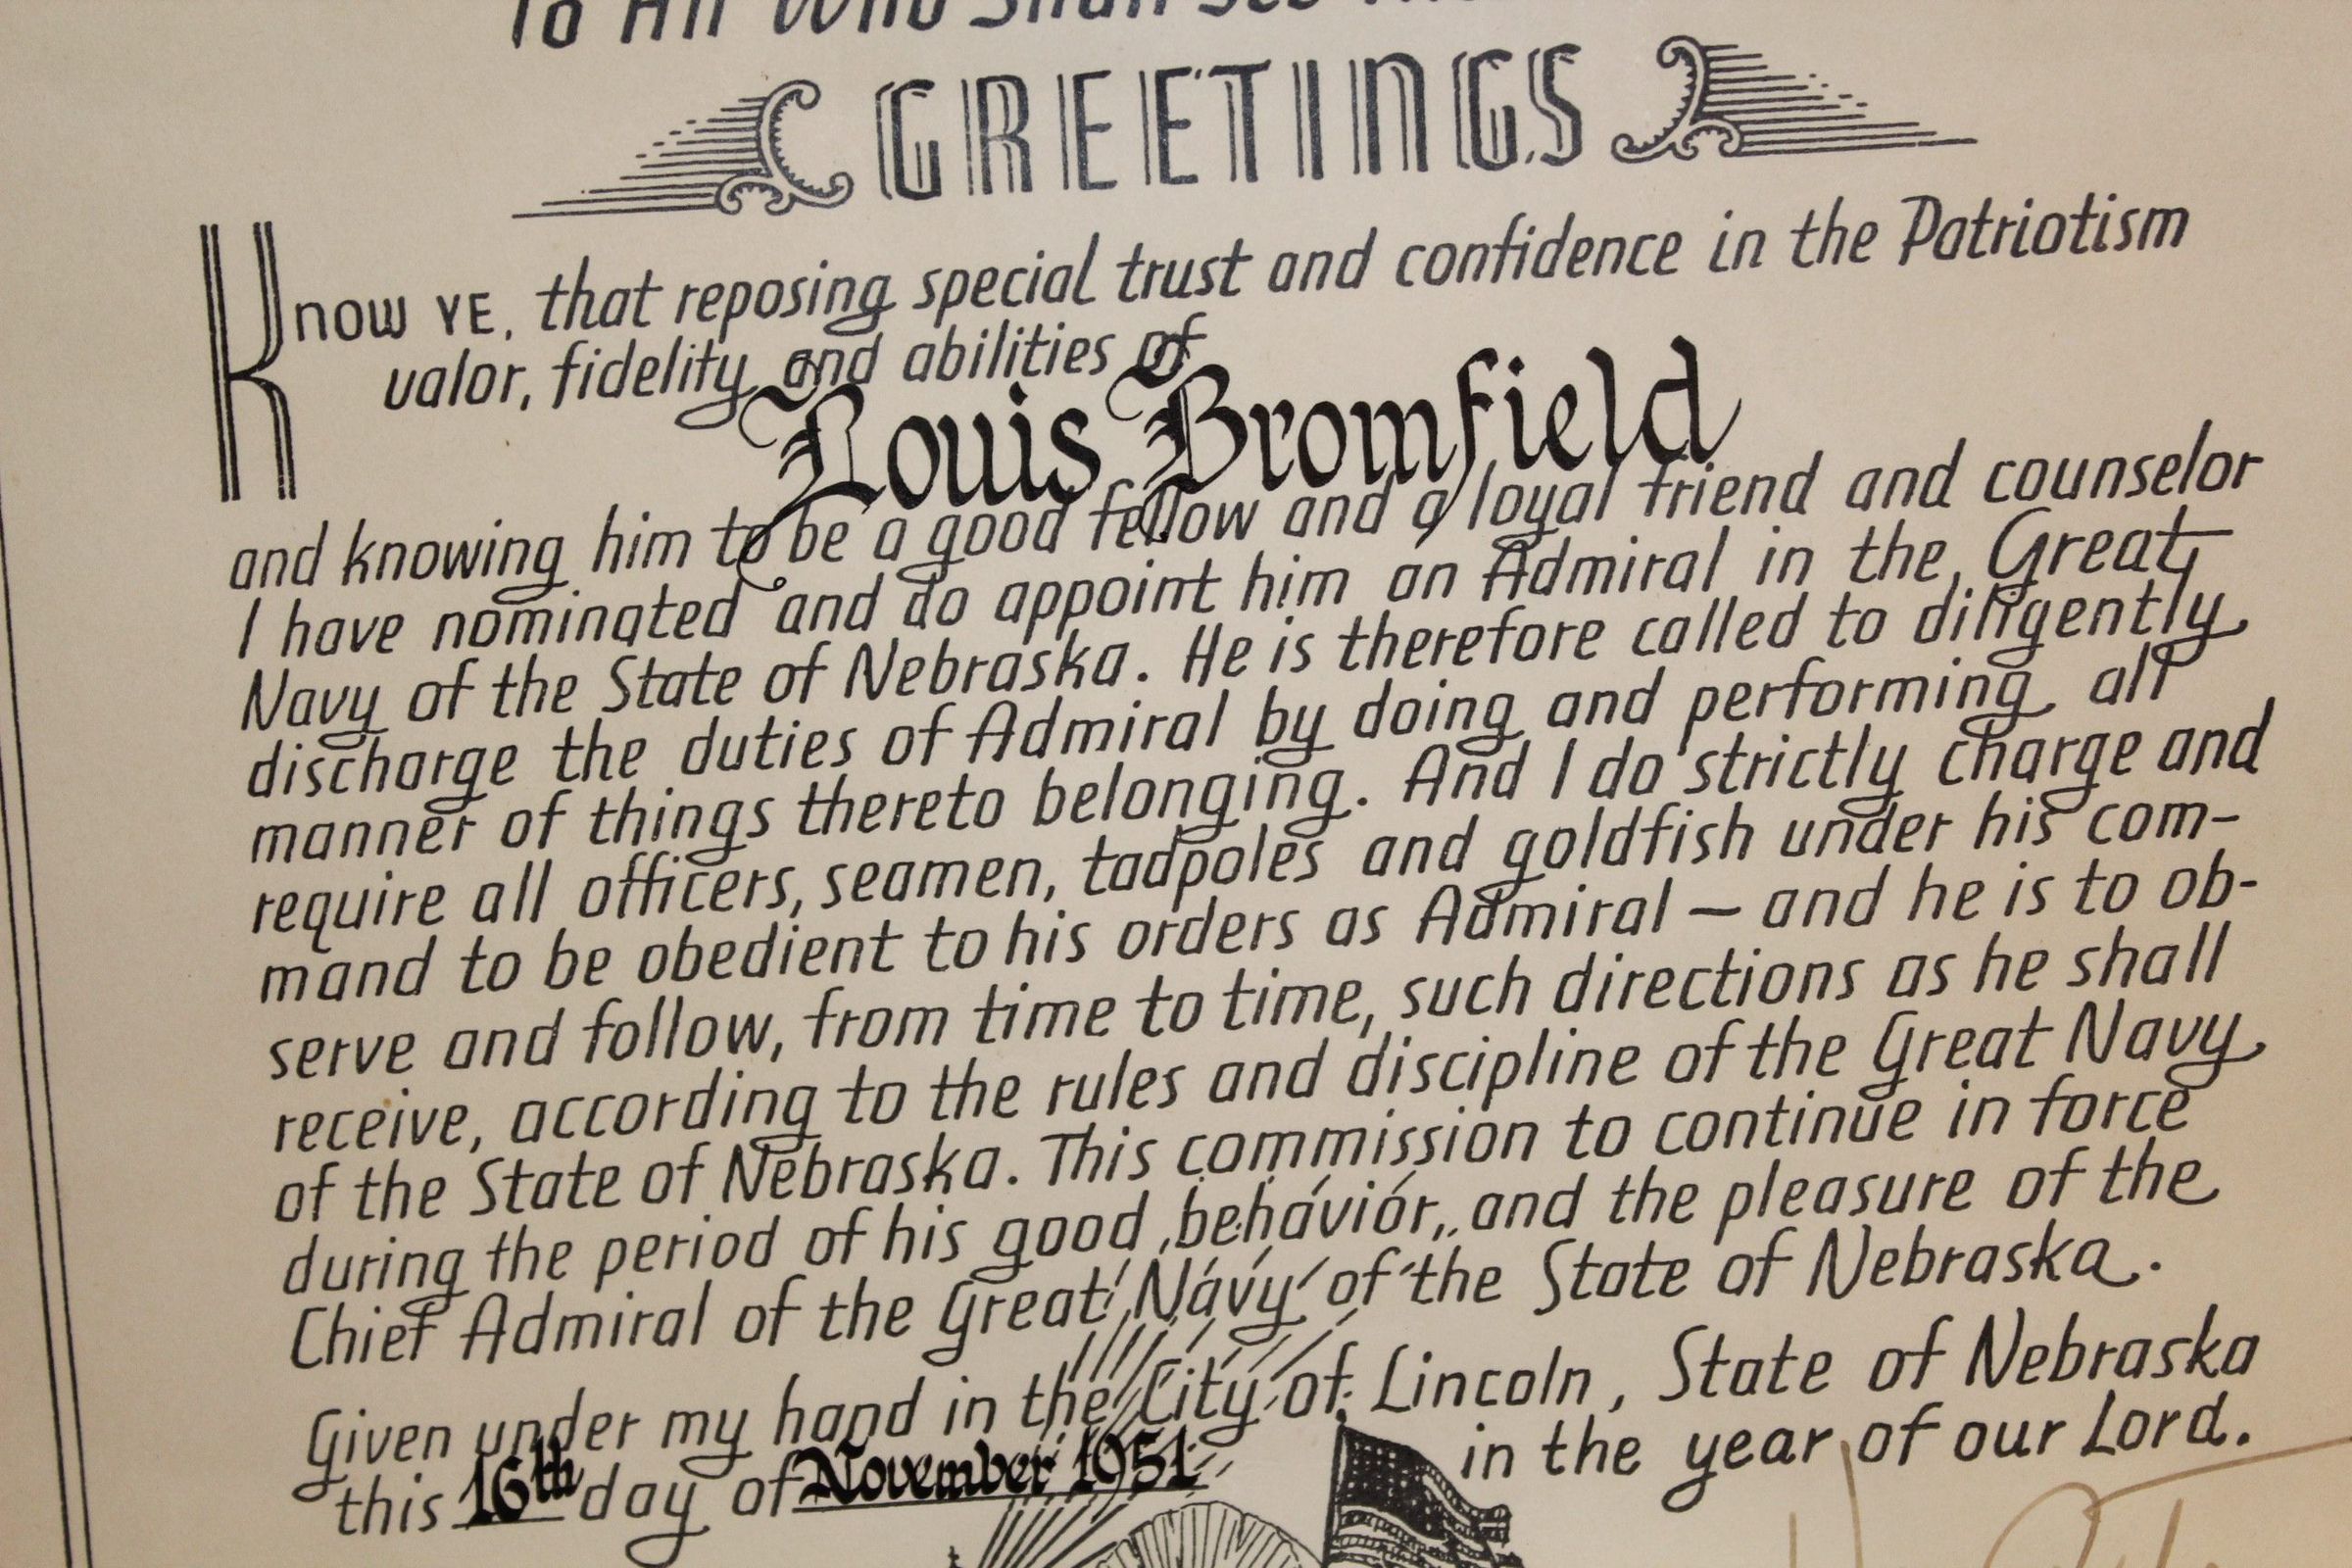 To All Who Shall See
GREETINGS
Know YE, that reposing special trust and confidence in the Patriotism
valor, fidelity and abilities of
Louis Bromfield
and knowing him to be a good fellow and a loyal friend and counselor
I have nominated and do appoint him an Admiral in the Great
Navy of the State of Nebraska. He is therefore called to diligently
discharge the duties of Admiral by doing and performing all
manner of things thereto belonging. And I do strictly charge and
require all officers, seamen, tadpoles and goldfish under his com-
mand to be obedient to his orders as Admiral — and he is to ob-
serve and follow, from time to time, such directions as he shall
receive, according to the rules and discipline of the Great Navy
of the State of Nebraska. This commission to continue in force
during the period of his good behavior, and the pleasure of the
Chief Admiral of the Great Navy of the State of Nebraska.
Given under my hand in the City of Lincoln, State of Nebraska
this 16th day of November 1951 in the year of our Lord.